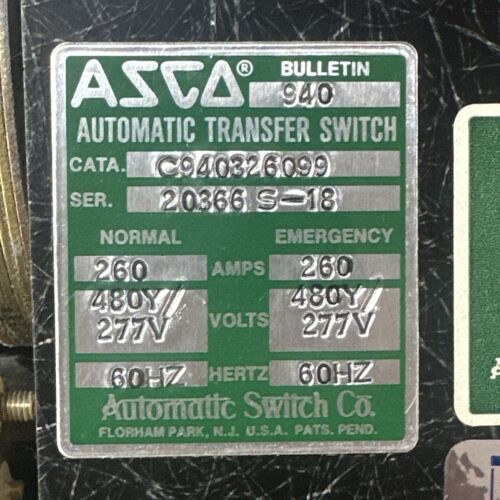 ASCO® BULLETIN
940
AUTOMATIC TRANSFER SWITCH
CATA. C940326099
SER. 20366 S-18
NORMAL EMERGENCY
260 AMPS 260
480Y/ 480Y/
277V VOLTS 277V
60HZ HERTZ 60HZ
Automatic Switch Co.
FLORHAM PARK, N.J. U.S.A. PATS. PEND.